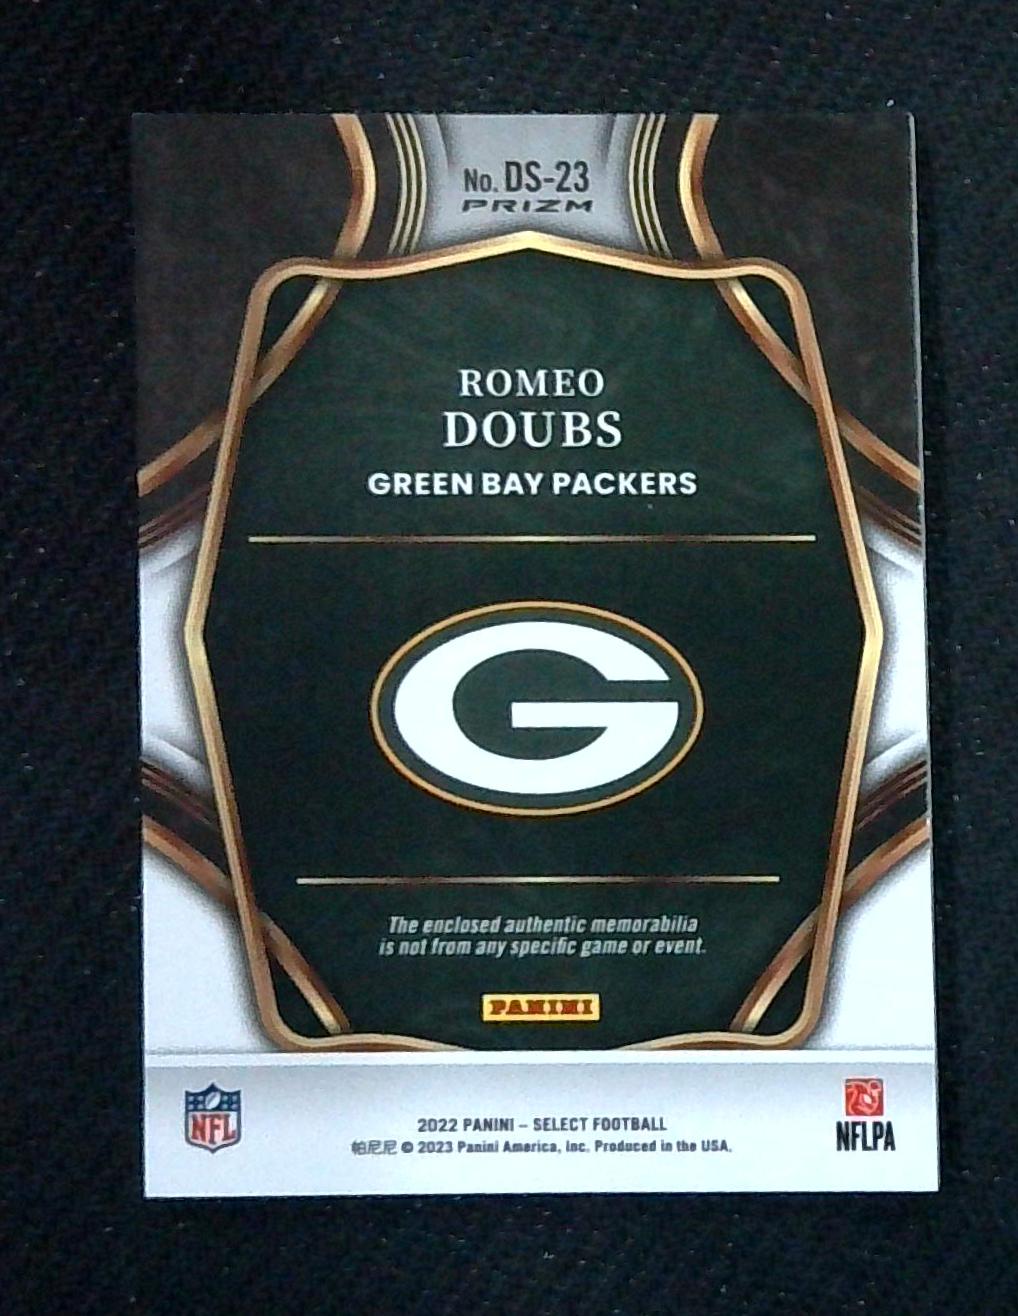 No. DS-23
PRIZM
ROMEO
DOUBS
GREEN BAY PACKERS
G
The enclosed authentic memorabilia
is not from any specific game or event.
PANINI
NFL
NFLPA
2022 PANINI – SELECT FOOTBALL
帕尼尼 © 2023 Panini America, Inc. Produced in the USA.